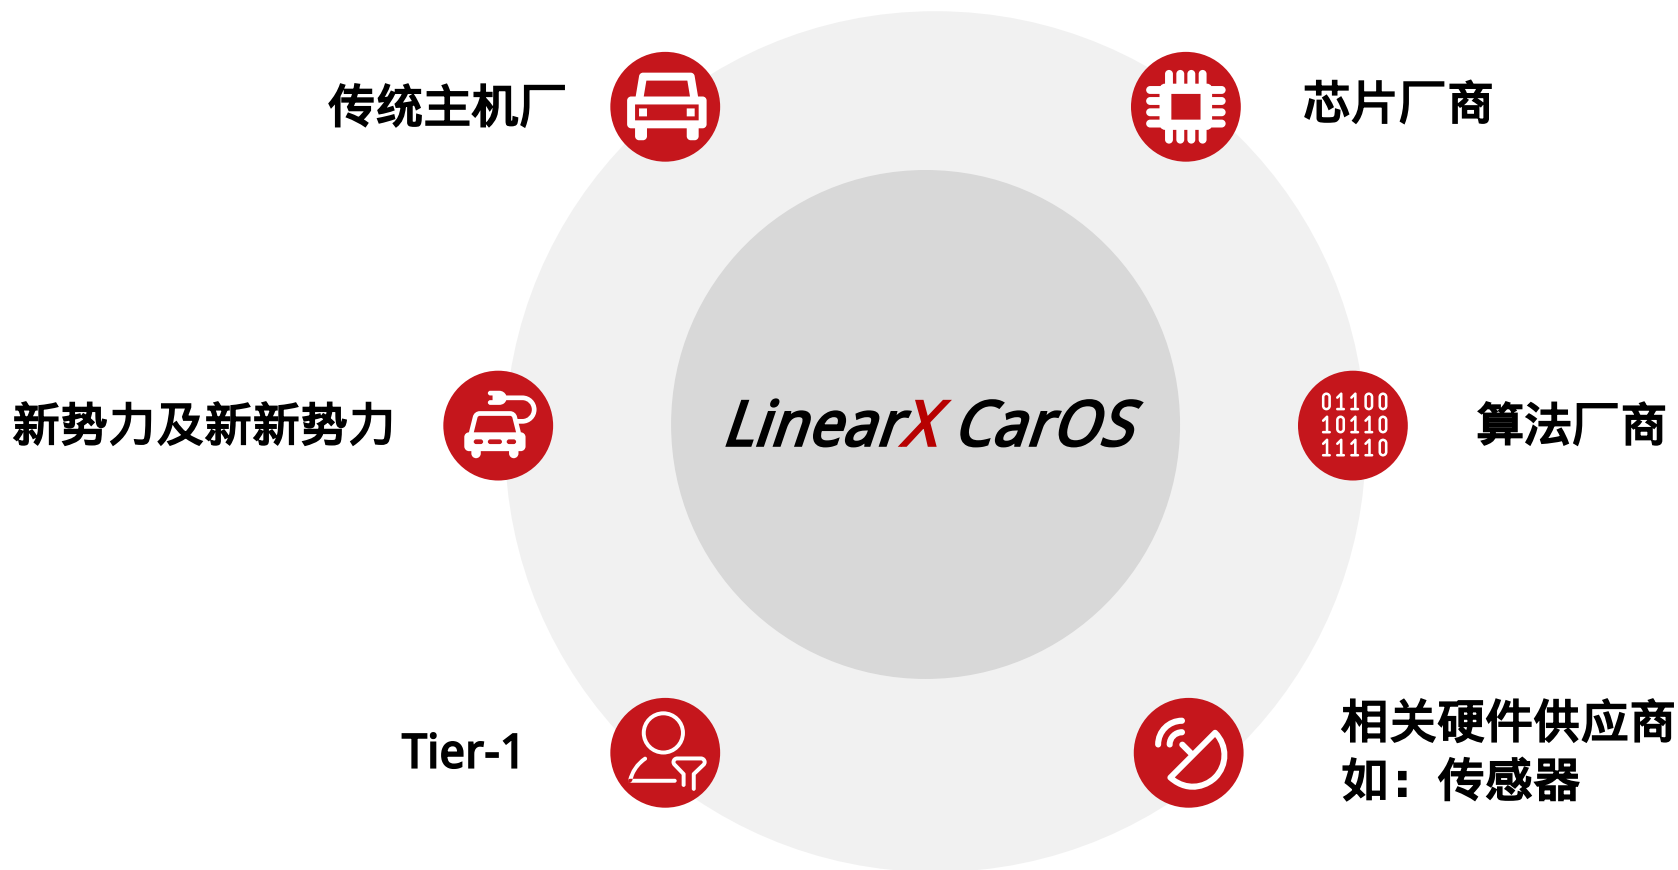 传统主机厂
芯片厂商
新势力及新新势力
LinearX CarOS
01100
10110
11110
算法厂商
Tier-1
相关硬件供应商
如：传感器